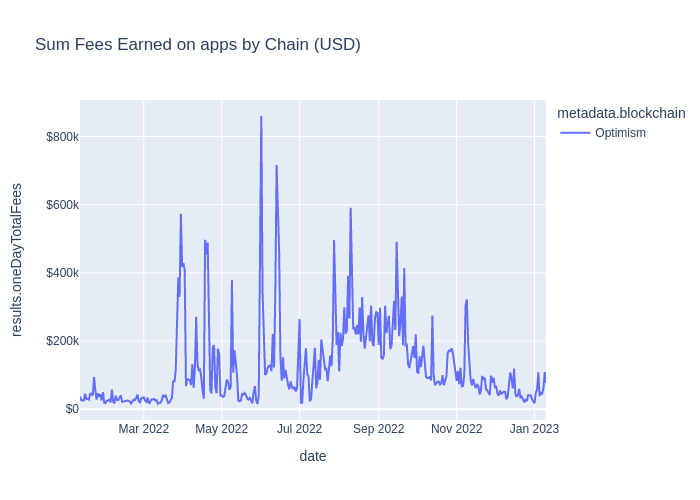 Sum Fees Earned on apps by Chain (USD)
metadata.blockchain
Optimism
results.oneDayTotalFees
$800k
$600k
$400k
$200k
$0
Mar 2022
May 2022
Jul 2022
Sep 2022
Nov 2022
Jan 2023
date